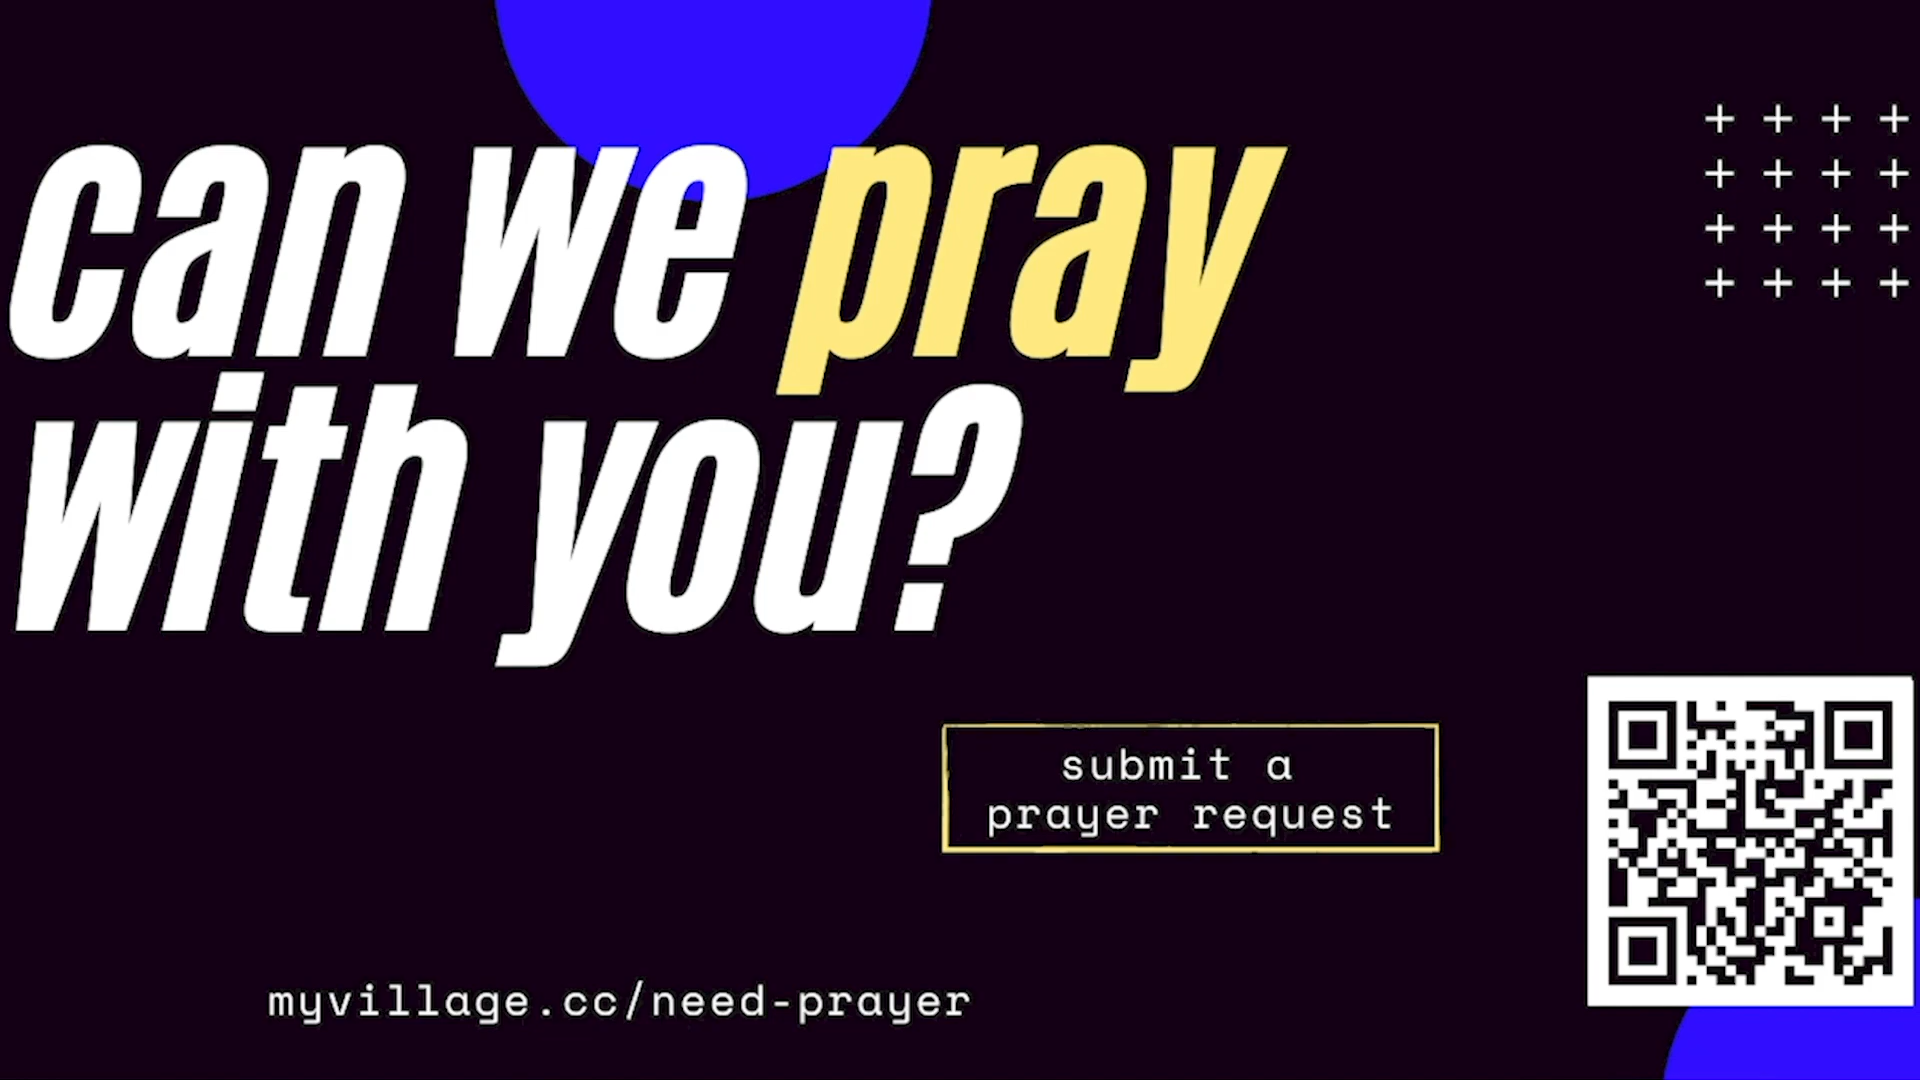 can we pray
with you?
submit a
prayer request
myvillage.cc/need-prayer